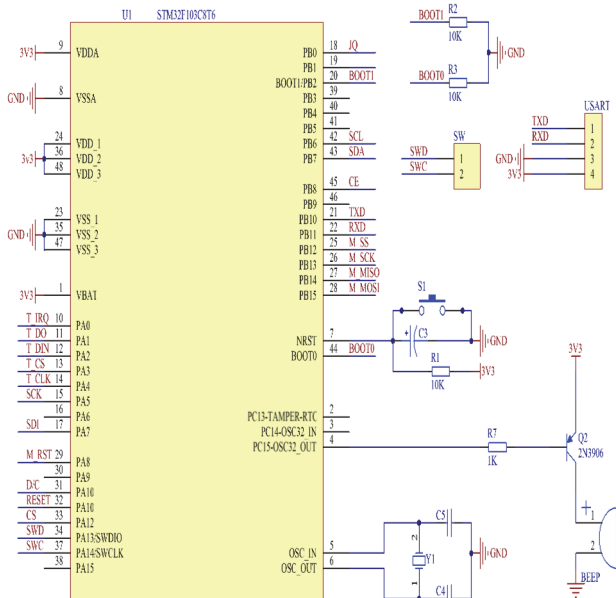 U1 STM32F103C8T6
3V3 9 VDDA
GND 8 VSSA
24 VDD_1
3v3 36 VDD_2
48 VDD_3
23 VSS_1
GND 35 VSS_2
47 VSS_3
3V3 1 VBAT
T_IRQ 10 PA0
T_DO 11 PA1
T_DIN 12 PA2
T_CS 13 PA3
T_CLK 14 PA4
SCK 15 PA5
16 PA6
SDI 17 PA7
M_RST 29 PA8
30 PA9
D/C 31 PA10
RESET 32 PA10
CS 33 PA12
SWD 34 PA13/SWDIO
SWC 37 PA14/SWCLK
38 PA15
PB0 18 JQ
PB1 19
BOOT1/PB2 20 BOOT1
PB3 39
PB4 40
PB5 41
PB6 42 SCL
PB7 43 SDA
PB8 45 CE
PB9 46
PB10 21 TXD
PB11 22 RXD
PB12 25 M_SS
PB13 26 M_SCK
PB14 27 M_MISO
PB15 28 M_MOSI
NRST 7
BOOT0 44 BOOT0
PC13-TAMPER-RTC 2
PC14-OSC32_IN 3
PC15-OSC32_OUT 4
OSC_IN 5
OSC_OUT 6
BOOT1 R2
10K
GND
BOOT0 R3
10K
SW
SWD 1
SWC 2
USART
TXD 1
RXD 2
GND 3
3V3 4
S1
+ C3
GND
R1
10K
3V3
3V3
R7
1K
Q2
2N3906
+ 1
2
BEEP
C5
2
Y1
GND
1
C4